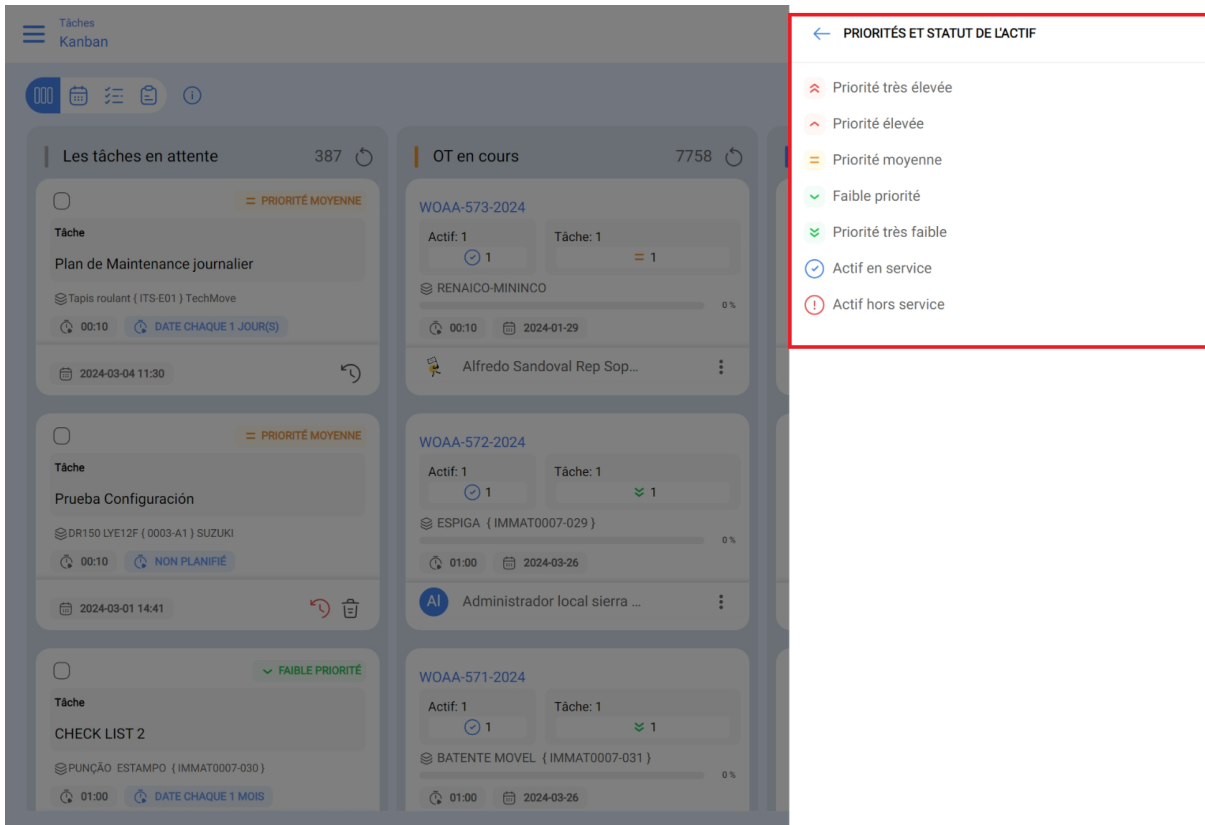 Tâches
Kanban
Les tâches en attente 387
PRIORITÉ MOYENNE
Tâche
Plan de Maintenance journalier
Tapis roulant { ITS-E01 } TechMove
00:10 DATE CHAQUE 1 JOUR(S)
2024-03-04 11:30
PRIORITÉ MOYENNE
Tâche
Prueba Configuración
DR150 LYE12F { 0003-A1 } SUZUKI
00:10 NON PLANIFIÉ
2024-03-01 14:41
FAIBLE PRIORITÉ
Tâche
CHECK LIST 2
PUNÇÃO ESTAMPO { IMMAT0007-030 }
01:00 DATE CHAQUE 1 MOIS
OT en cours 7758
WOAA-573-2024
Actif: 1 Tâche: 1
1 1
RENAICO-MININCO
0 %
00:10 2024-01-29
Alfredo Sandoval Rep Sop...
WOAA-572-2024
Actif: 1 Tâche: 1
1 1
ESPIGA { IMMAT0007-029 }
0 %
01:00 2024-03-26
AI Administrador local sierra ...
WOAA-571-2024
Actif: 1 Tâche: 1
1 1
BATENTE MOVEL { IMMAT0007-031 }
0 %
01:00 2024-03-26
PRIORITÉS ET STATUT DE L'ACTIF
Priorité très élevée
Priorité élevée
Priorité moyenne
Faible priorité
Priorité très faible
Actif en service
Actif hors service